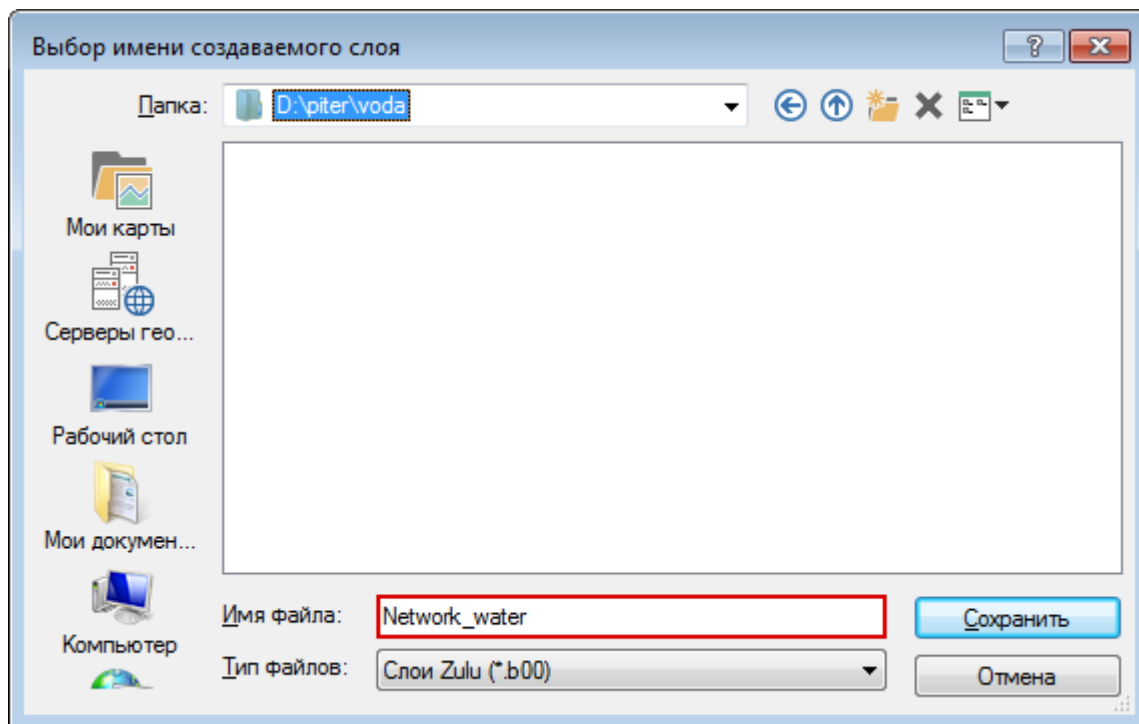 Выбор имени создаваемого слоя
Папка: D:\piter\voda
Мои карты
Серверы гео...
Рабочий стол
Мои докумен...
Компьютер
Имя файла: Network_water
Сохранить
Тип файлов: Слои Zulu (*.b00)
Отмена